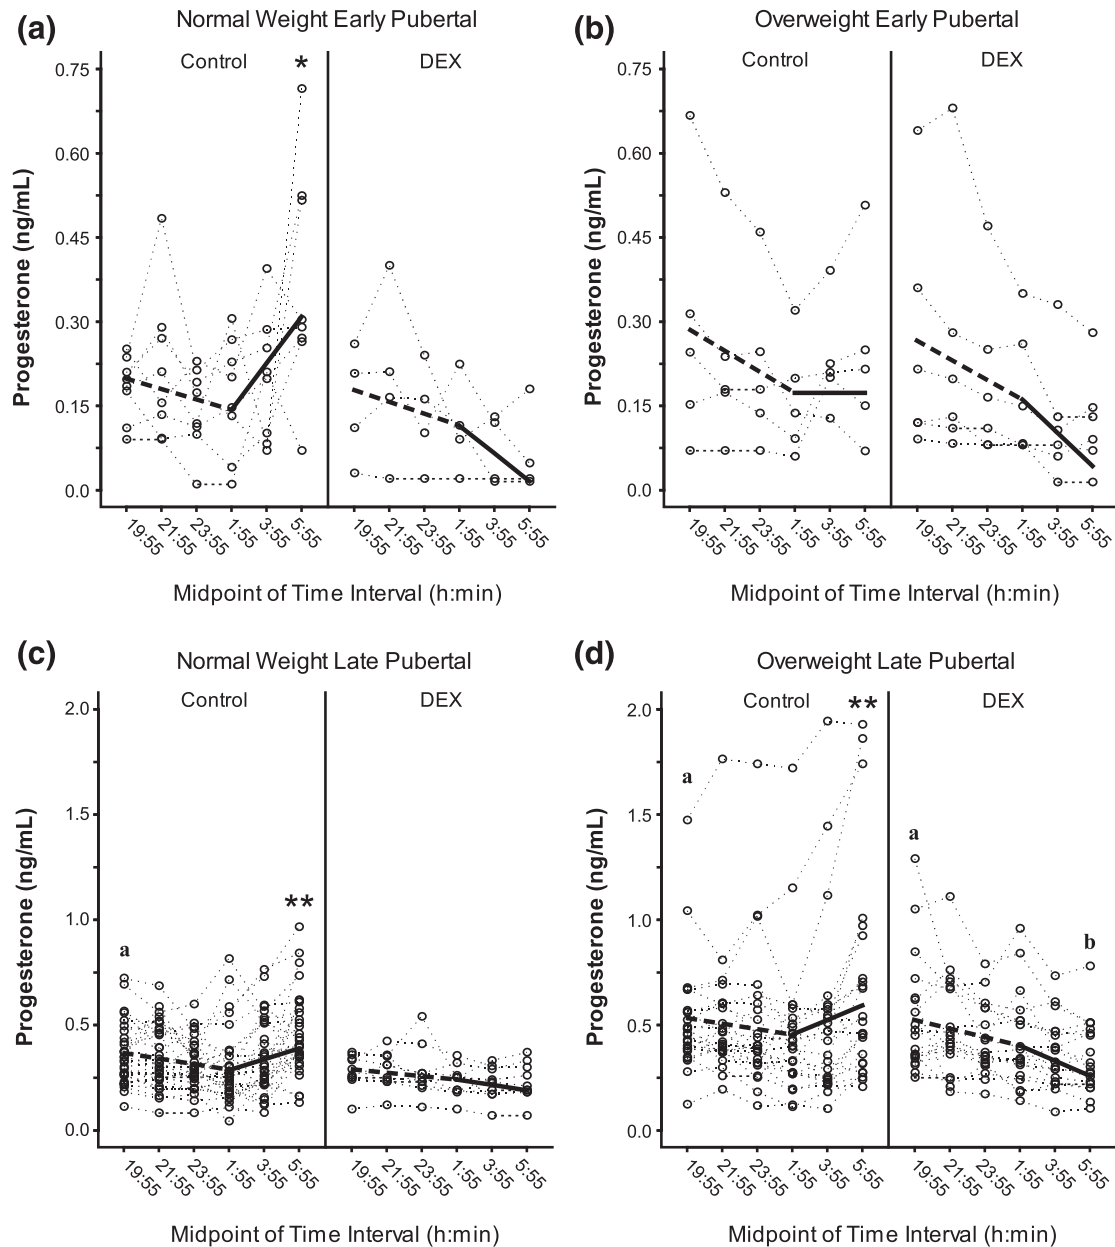 (a) Normal Weight Early Pubertal
Control * DEX
Progesterone (ng/mL)
0.75
0.60
0.45
0.30
0.15
0.0
19:55 21:55 23:55 1:55 3:55 5:55 19:55 21:55 23:55 1:55 3:55 5:55
Midpoint of Time Interval (h:min)
(b) Overweight Early Pubertal
Control DEX
Progesterone (ng/mL)
0.75
0.60
0.45
0.30
0.15
0.0
19:55 21:55 23:55 1:55 3:55 5:55 19:55 21:55 23:55 1:55 3:55 5:55
Midpoint of Time Interval (h:min)
(c) Normal Weight Late Pubertal
Control DEX
Progesterone (ng/mL)
2.0
1.5
1.0
**
a
0.5
0.0
19:55 21:55 23:55 1:55 3:55 5:55 19:55 21:55 23:55 1:55 3:55 5:55
Midpoint of Time Interval (h:min)
(d) Overweight Late Pubertal
Control ** DEX
Progesterone (ng/mL)
2.0
a
1.5
a
1.0
b
0.5
0.0
19:55 21:55 23:55 1:55 3:55 5:55 19:55 21:55 23:55 1:55 3:55 5:55
Midpoint of Time Interval (h:min)